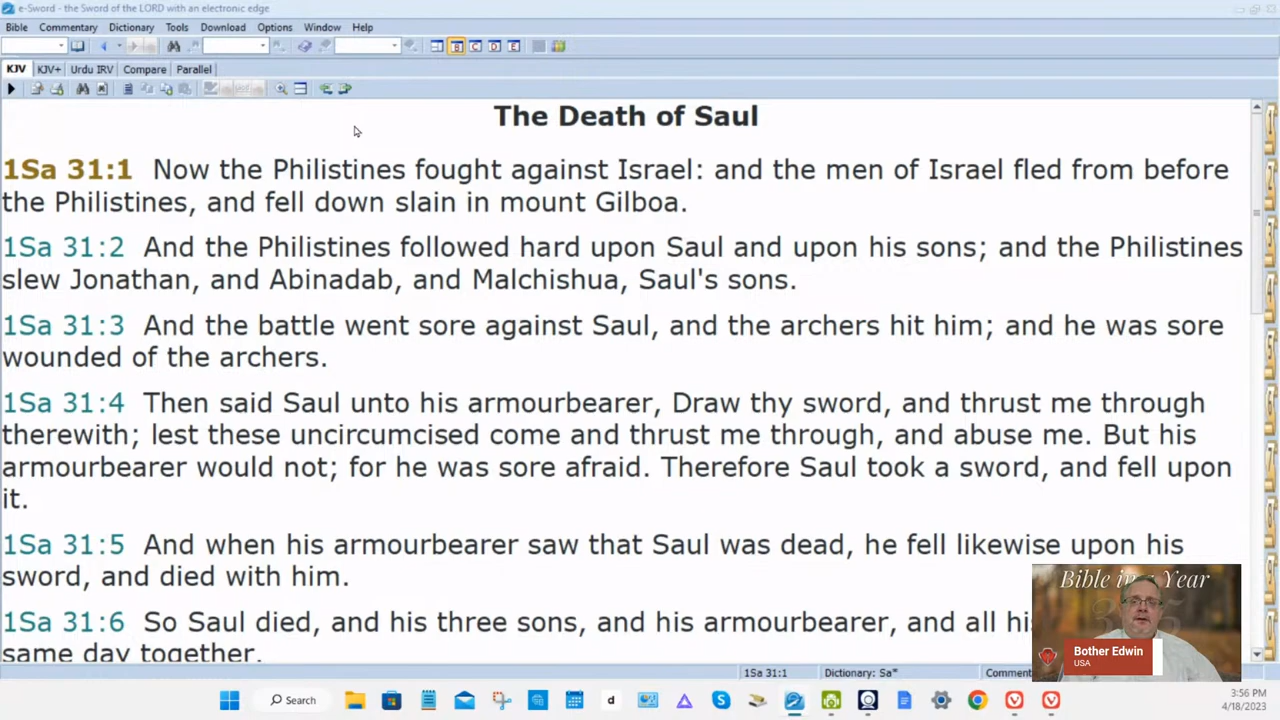 e-Sword - the Sword of the LORD with an electronic edge
Bible Commentary Dictionary Tools Download Options Window Help
B C D E
KJV KJV+ Urdu IRV Compare Parallel
The Death of Saul
1Sa 31:1 Now the Philistines fought against Israel: and the men of Israel fled from before
the Philistines, and fell down slain in mount Gilboa.
1Sa 31:2 And the Philistines followed hard upon Saul and upon his sons; and the Philistines
slew Jonathan, and Abinadab, and Malchishua, Saul's sons.
1Sa 31:3 And the battle went sore against Saul, and the archers hit him; and he was sore
wounded of the archers.
1Sa 31:4 Then said Saul unto his armourbearer, Draw thy sword, and thrust me through
therewith; lest these uncircumcised come and thrust me through, and abuse me. But his
armourbearer would not; for he was sore afraid. Therefore Saul took a sword, and fell upon
it.
1Sa 31:5 And when his armourbearer saw that Saul was dead, he fell likewise upon his
sword, and died with him.
1Sa 31:6 So Saul died, and his three sons, and his armourbearer, and all hi
same day together,
Bible in a Year
Bother Edwin
USA
1Sa 31:1 Dictionary: Sa* Comment
Search
d
3:56 PM
4/18/2023